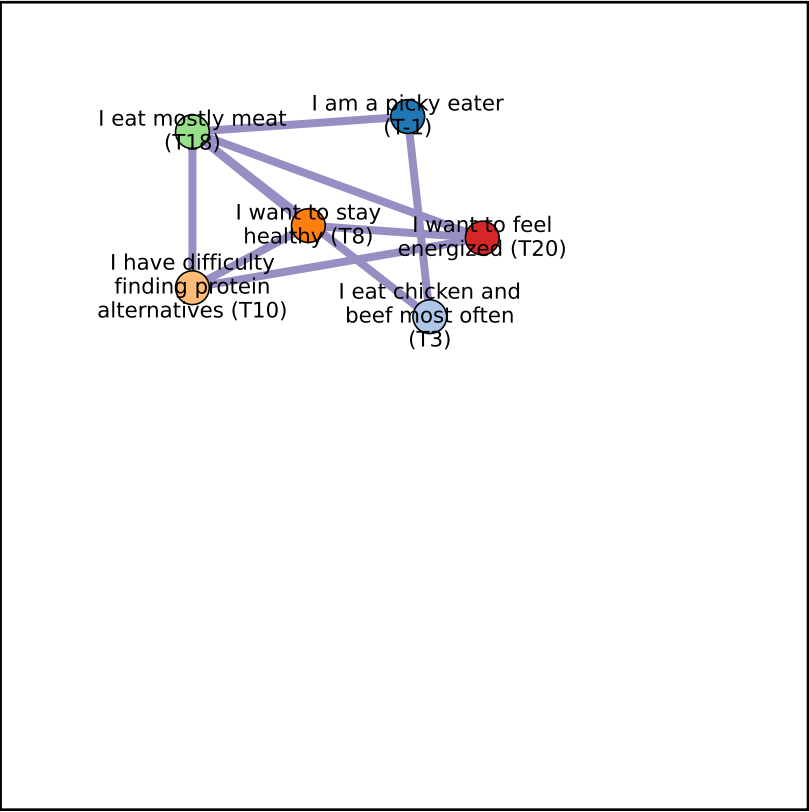 I am a picky eater
(T-1)
I eat mostly meat
(T18)
I want to stay
healthy (T8)
I want to feel
energized (T20)
I have difficulty
finding protein
alternatives (T10)
I eat chicken and
beef most often
(T3)